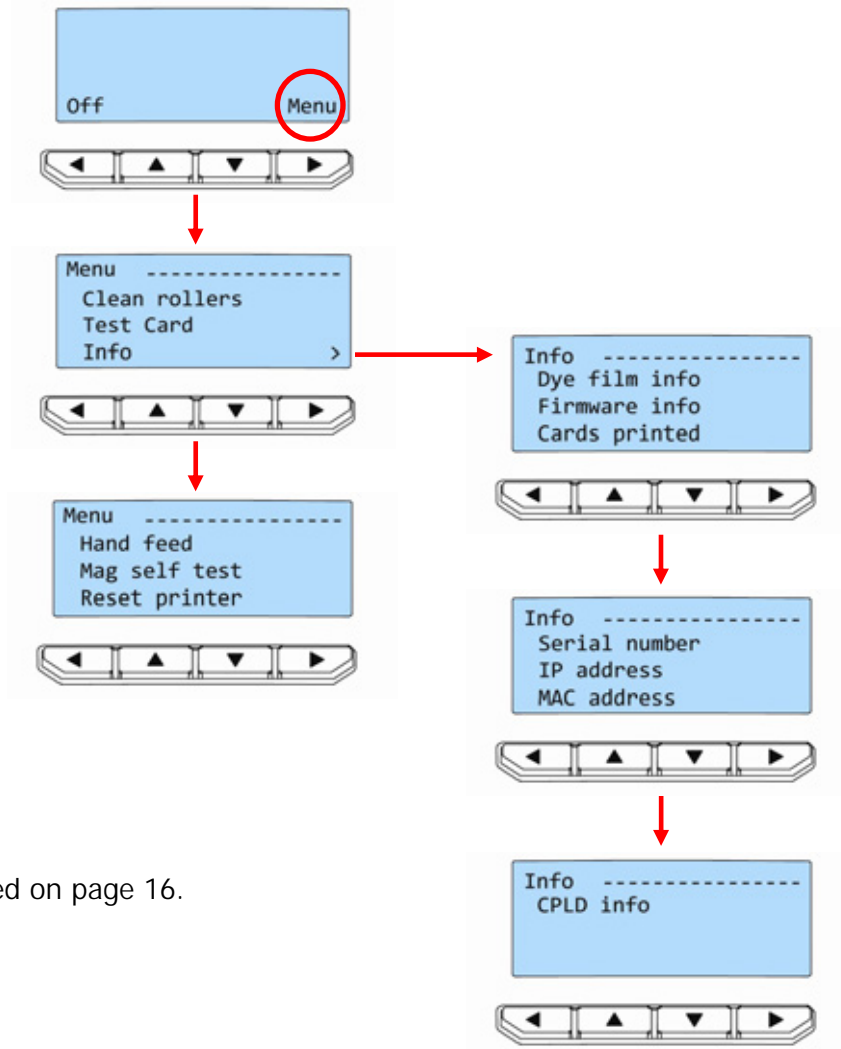 Off Menu
Menu ----------------
Clean rollers
Test Card
Info >
Menu ----------------
Hand feed
Mag self test
Reset printer
Info ----------------
Dye film info
Firmware info
Cards printed
Info ----------------
Serial number
IP address
MAC address
Info ----------------
CPLD info
ed on page 16.